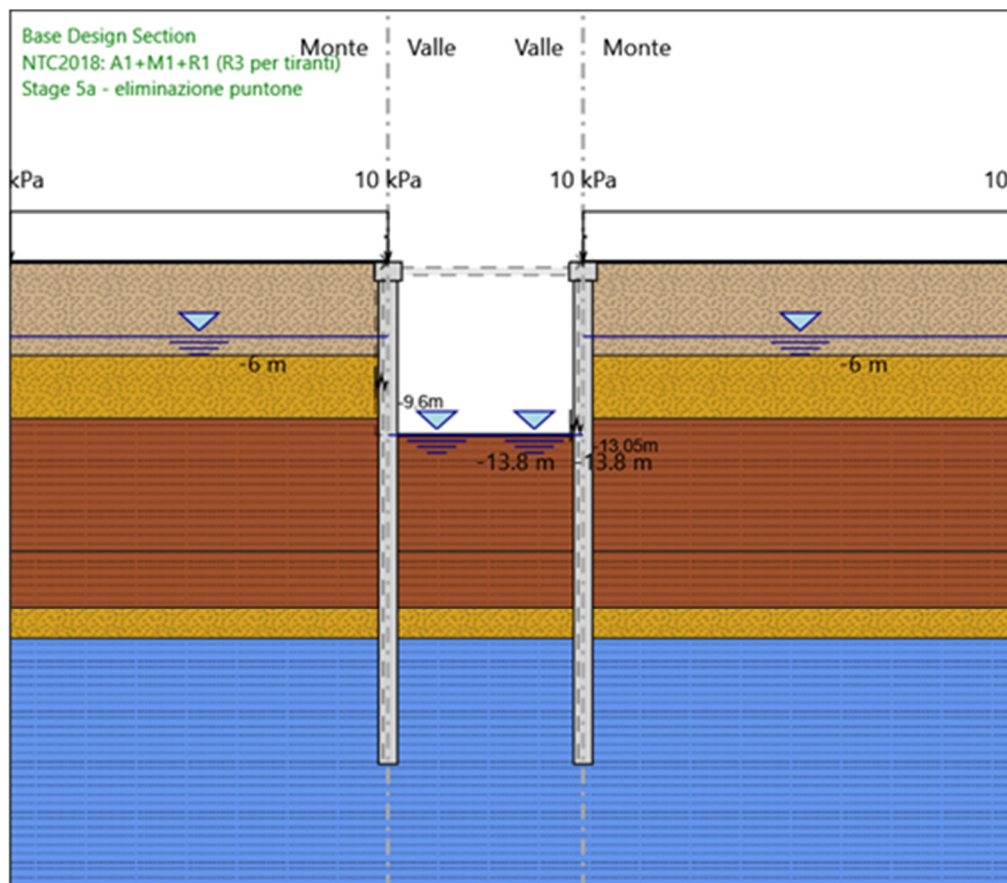 Base Design Section
NTC2018: A1+M1+R1 (R3 per tiranti)
Stage 5a - eliminazione puntone
Monte Valle Valle Monte
kPa 10 kPa 10 kPa 10
-6 m -6 m
-9.6m
-13.05m
-13.8 m -13.8 m